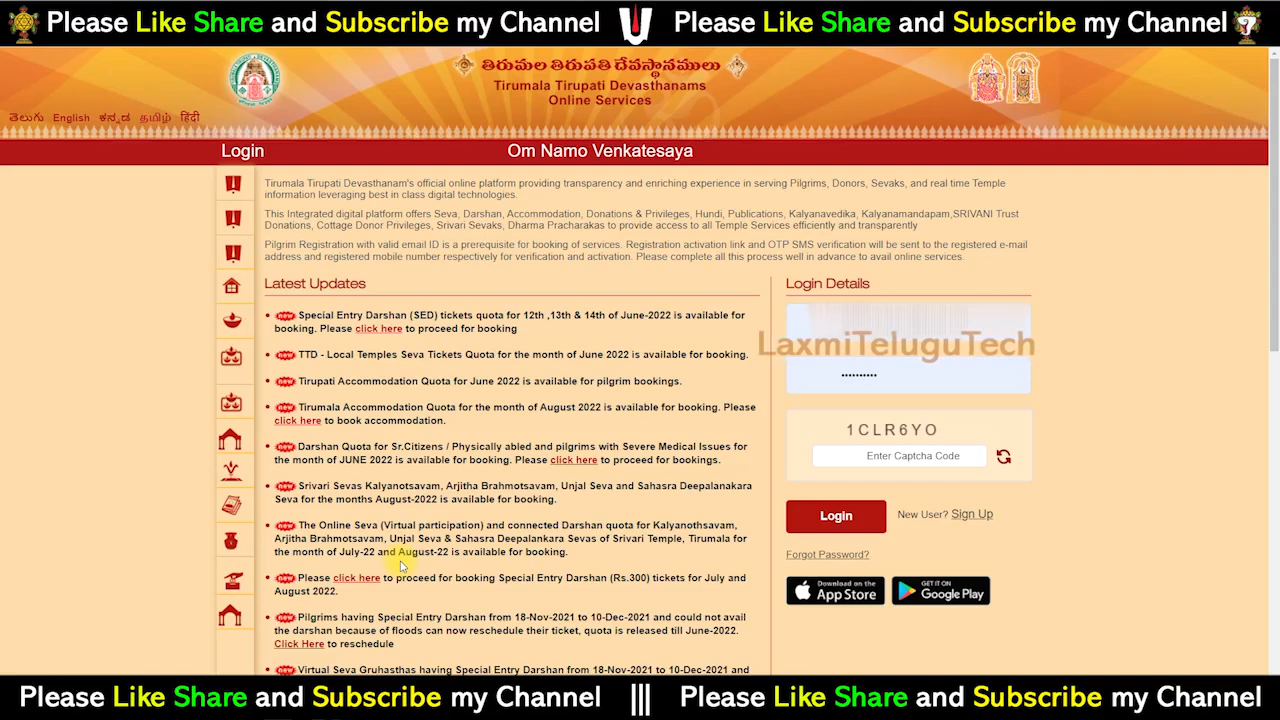 Please Like Share and Subscribe my Channel Please Like Share and Subscribe my Channel
తిరుమల తిరుపతి దేవస్థానములు
Tirumala Tirupati Devasthanams
Online Services
తెలుగు English ಕನ್ನಡ தமிழ் हिंदी
Login Om Namo Venkatesaya
Tirumala Tirupati Devasthanam's official online platform providing transparency and enriching experience in serving Pilgrims, Donors, Sevaks, and real time Temple
information leveraging best in class digital technologies.
This Integrated digital platform offers Seva, Darshan, Accommodation, Donations & Privileges, Hundi, Publications, Kalyanavedika, Kalyanamandapam,SRIVANI Trust
Donations, Cottage Donor Privileges, Srivari Sevaks, Dharma Pracharakas to provide access to all Temple Services efficiently and transparently
Pilgrim Registration with valid email ID is a prerequisite for booking of services. Registration activation link and OTP SMS verification will be sent to the registered e-mail
address and registered mobile number respectively for verification and activation. Please complete all this process well in advance to avail online services.
Latest Updates
new Special Entry Darshan (SED) tickets quota for 12th ,13th & 14th of June-2022 is available for
booking. Please click here to proceed for booking
new TTD - Local Temples Seva Tickets Quota for the month of June 2022 is available for booking.
new Tirupati Accommodation Quota for June 2022 is available for pilgrim bookings.
new Tirumala Accommodation Quota for the month of August 2022 is available for booking. Please
click here to book accommodation.
new Darshan Quota for Sr.Citizens / Physically abled and pilgrims with Severe Medical Issues for
the month of JUNE 2022 is available for booking. Please click here to proceed for bookings.
new Srivari Sevas Kalyanotsavam, Arjitha Brahmotsavam, Unjal Seva and Sahasra Deepalanakara
Seva for the months August-2022 is available for booking.
new The Online Seva (Virtual participation) and connected Darshan quota for Kalyanothsavam,
Arjitha Brahmotsavam, Unjal Seva & Sahasra Deepalankara Sevas of Srivari Temple, Tirumala for
the month of July-22 and August-22 is available for booking.
new Please click here to proceed for booking Special Entry Darshan (Rs.300) tickets for July and
August 2022.
new Pilgrims having Special Entry Darshan from 18-Nov-2021 to 10-Dec-2021 and could not avail
the darshan because of floods can now reschedule their ticket, quota is released till June-2022.
Click Here to reschedule
new Virtual Seva Gruhasthas having Special Entry Darshan from 18-Nov-2021 to 10-Dec-2021 and
Login Details
LaxmiTeluguTech
••••••••••
1CLR6YO
Enter Captcha Code
Login New User? Sign Up
Forgot Password?
Download on the
App Store
GET IT ON
Google Play
Please Like Share and Subscribe my Channel ||| Please Like Share and Subscribe my Channel